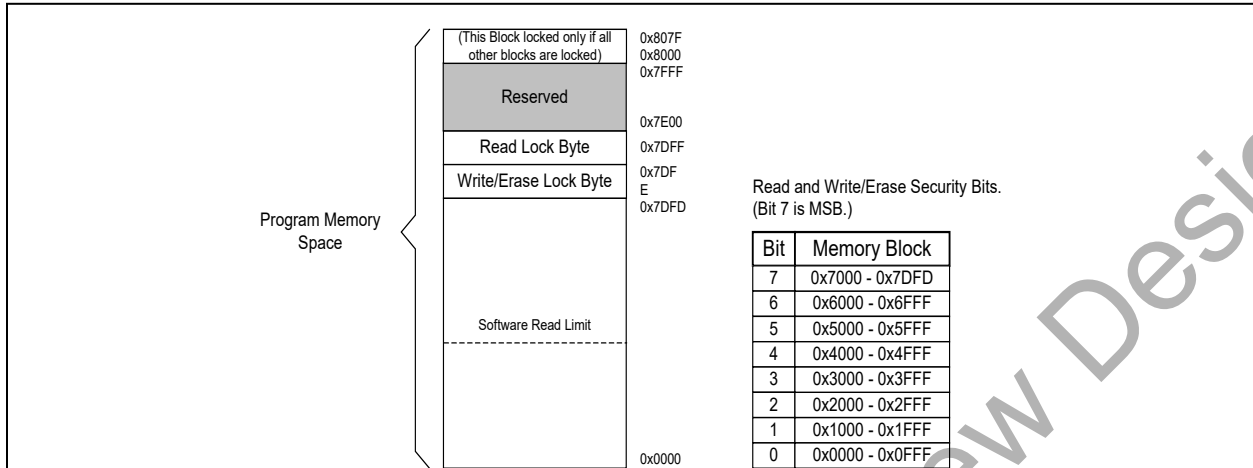 (This Block locked only if all
other blocks are locked)
0x807F
0x8000
0x7FFF
Reserved
0x7E00
Read Lock Byte
0x7DFF
Write/Erase Lock Byte
0x7DF
E
0x7DFD
Program Memory
Space
Software Read Limit
0x0000
Read and Write/Erase Security Bits.
(Bit 7 is MSB.)
Bit Memory Block
7 0x7000 - 0x7DFD
6 0x6000 - 0x6FFF
5 0x5000 - 0x5FFF
4 0x4000 - 0x4FFF
3 0x3000 - 0x3FFF
2 0x2000 - 0x2FFF
1 0x1000 - 0x1FFF
0 0x0000 - 0x0FFF